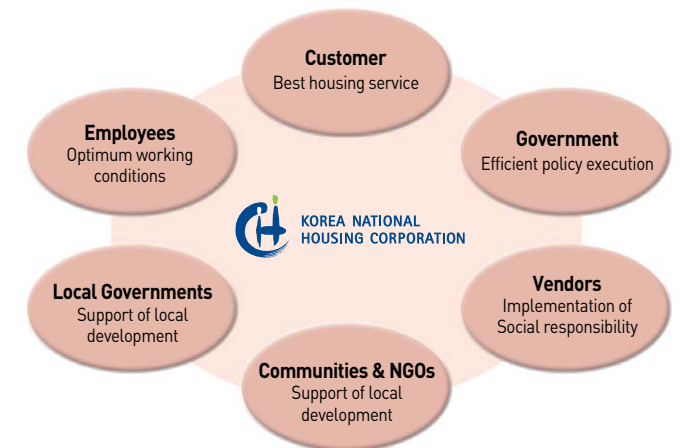 Customer
Best housing service
Employees
Optimum working
conditions
Government
Efficient policy execution
KOREA NATIONAL
HOUSING CORPORATION
Local Governments
Support of local
development
Vendors
Implementation of
Social responsibility
Communities & NGOs
Support of local
development